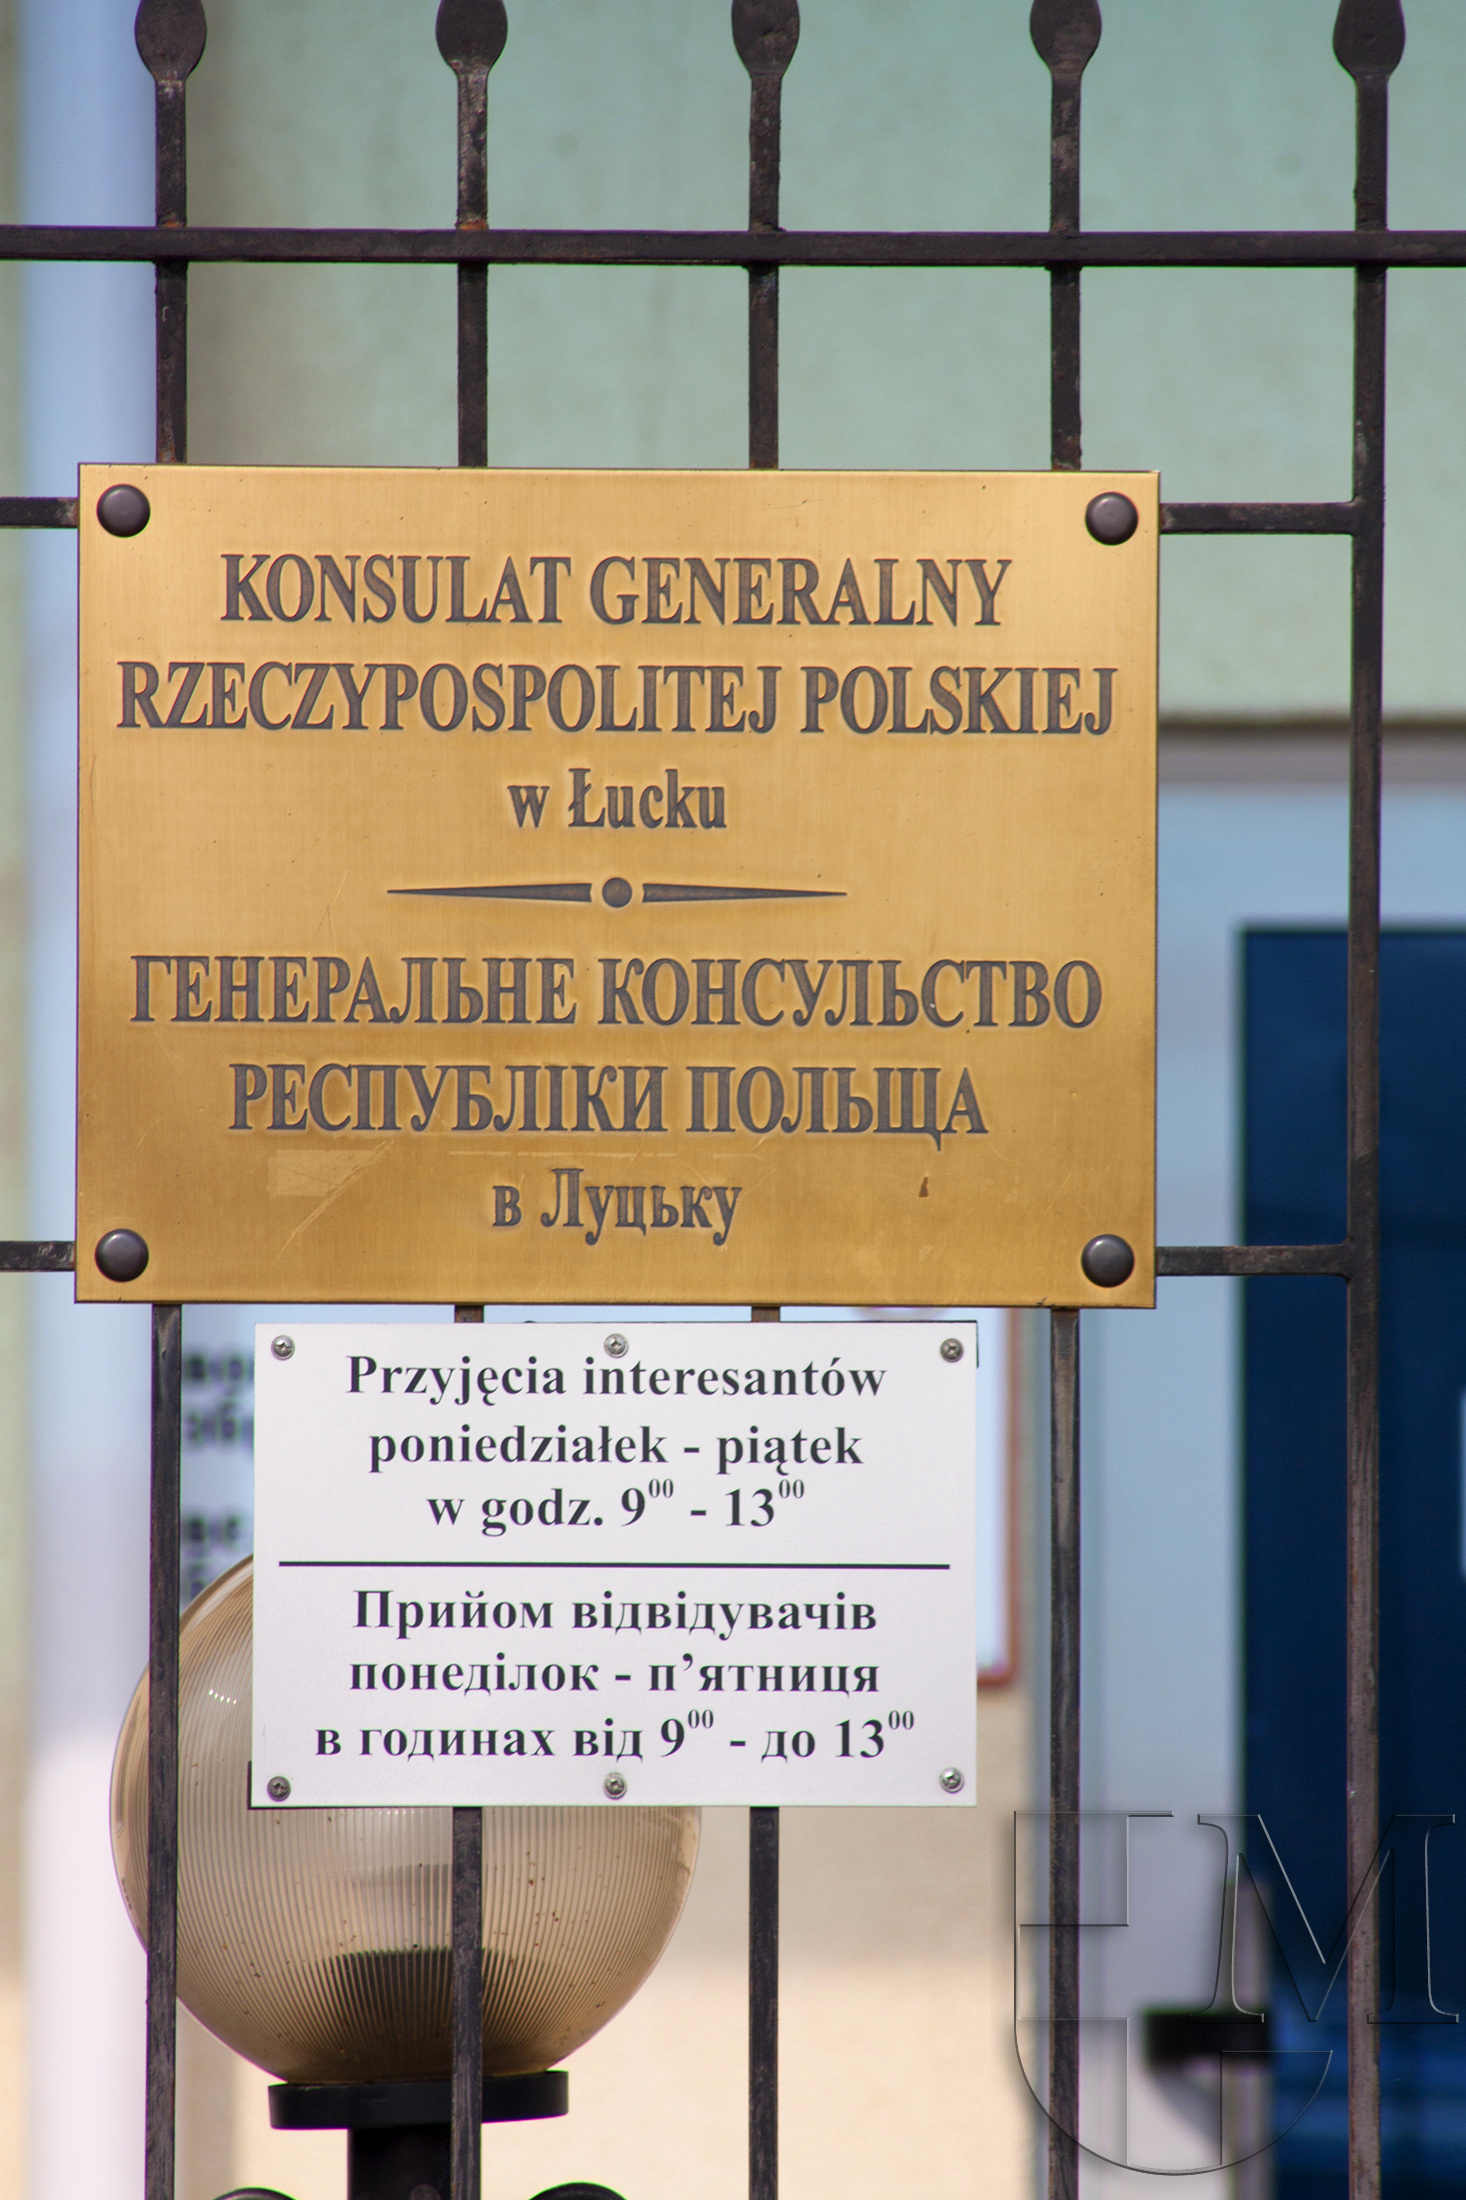 KONSULAT GENERALNY
RZECZYPOSPOLITEJ POLSKIEJ
w Łucku
ГЕНЕРАЛЬНЕ КОНСУЛЬСТВО
РЕСПУБЛІКИ ПОЛЬЩА
в Луцьку
Przyjęcia interesantów
poniedziałek - piątek
w godz. 9⁰⁰ - 13⁰⁰
Прийом відвідувачів
понеділок - п’ятниця
в годинах від 9⁰⁰ - до 13⁰⁰
M